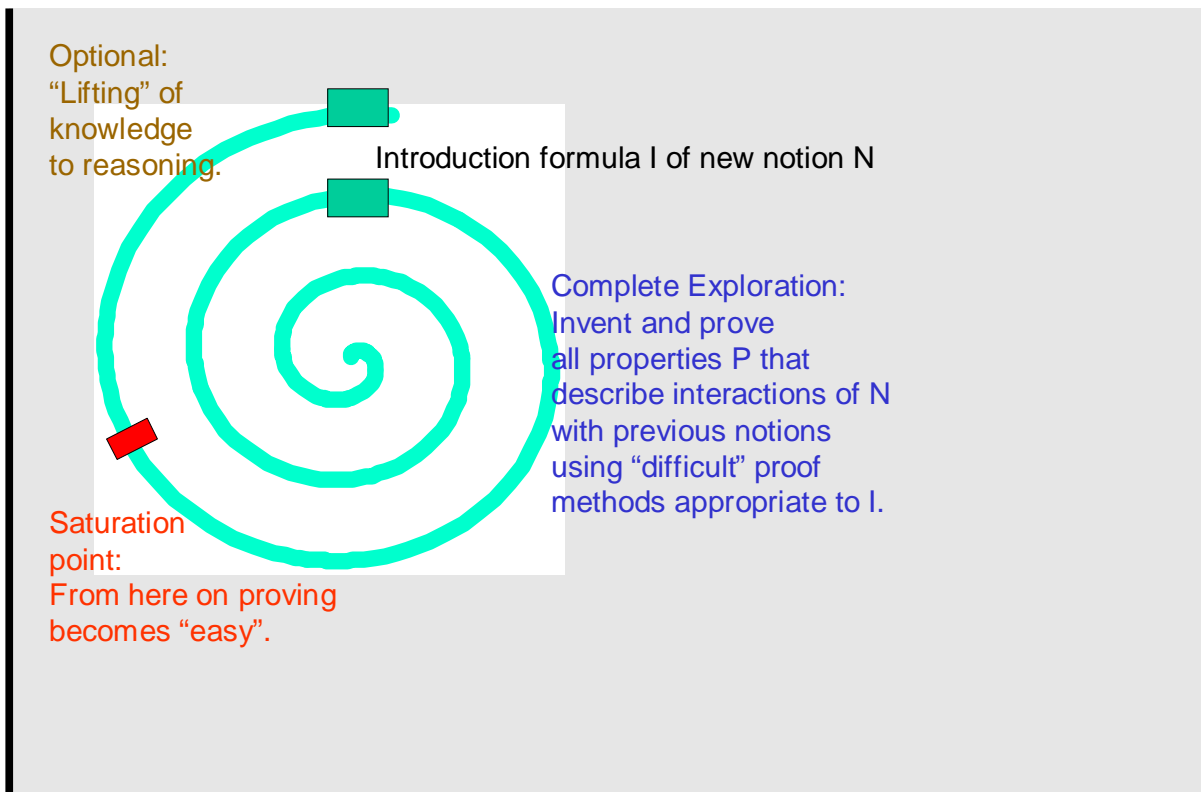 Optional:
“Lifting” of
knowledge
to reasoning.
Introduction formula I of new notion N
Complete Exploration:
Invent and prove
all properties P that
describe interactions of N
with previous notions
using “difficult” proof
methods appropriate to I.
Saturation
point:
From here on proving
becomes “easy”.